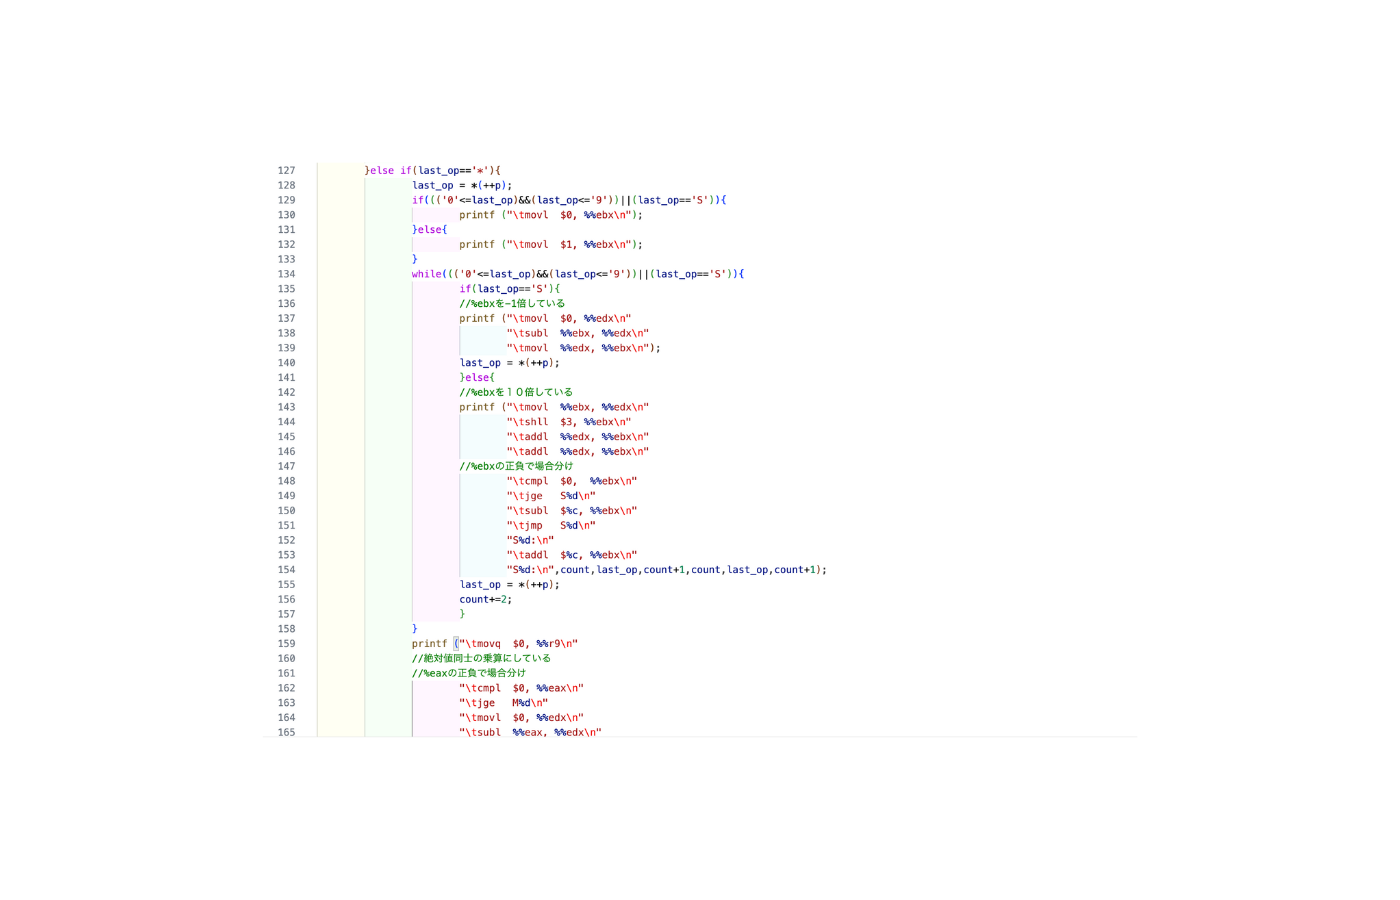 127 }else if(last_op=='*'){
128 last_op = *(++p);
129 if((('0'<=last_op)&&(last_op<='9'))||(last_op=='S')){
130 printf ("\tmovl  $0, %%ebx\n");
131 }else{
132 printf ("\tmovl  $1, %%ebx\n");
133 }
134 while((('0'<=last_op)&&(last_op<='9'))||(last_op=='S')){
135 if(last_op=='S'){
136 //%ebxを-1倍している
137 printf ("\tmovl  $0, %%edx\n"
138 "\tsubl  %%ebx, %%edx\n"
139 "\tmovl  %%edx, %%ebx\n");
140 last_op = *(++p);
141 }else{
142 //%ebxを１０倍している
143 printf ("\tmovl  %%ebx, %%edx\n"
144 "\tshll  $3, %%ebx\n"
145 "\taddl  %%edx, %%ebx\n"
146 "\taddl  %%edx, %%ebx\n"
147 //%ebxの正負で場合分け
148 "\tcmpl  $0,  %%ebx\n"
149 "\tjge   S%d\n"
150 "\tsubl  $%c, %%ebx\n"
151 "\tjmp   S%d\n"
152 "S%d:\n"
153 "\taddl  $%c, %%ebx\n"
154 "S%d:\n",count,last_op,count+1,count,last_op,count+1);
155 last_op = *(++p);
156 count+=2;
157 }
158 }
159 printf ("\tmovq  $0, %%r9\n"
160 //絶対値同士の乗算にしている
161 //%eaxの正負で場合分け
162 "\tcmpl  $0, %%eax\n"
163 "\tjge   M%d\n"
164 "\tmovl  $0, %%edx\n"
165 "\tsubl  %%eax, %%edx\n"